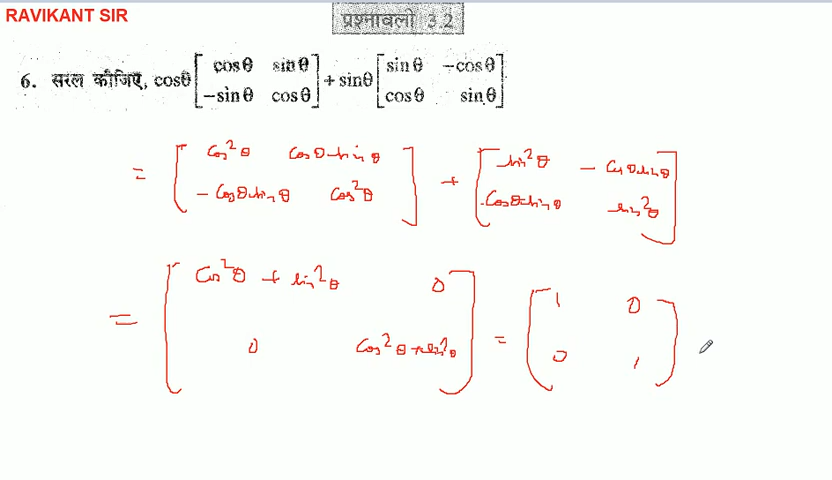 RAVIKANT SIR
प्रश्नावली 3.2
6. सरल कीजिए, cosθ [ cosθ sinθ ] + sinθ [ sinθ -cosθ ]
[ -sinθ cosθ ] [ cosθ sinθ ]
= [ cos²θ cosθ sinθ ] + [ sin²θ - cosθ sinθ ]
[ - cosθ sinθ cos²θ ] [ cosθ sinθ sin²θ ]
= [ cos²θ + sin²θ 0 ] = [ 1 0 ]
[ 0 cos²θ + sin²θ ] [ 0 1 ]